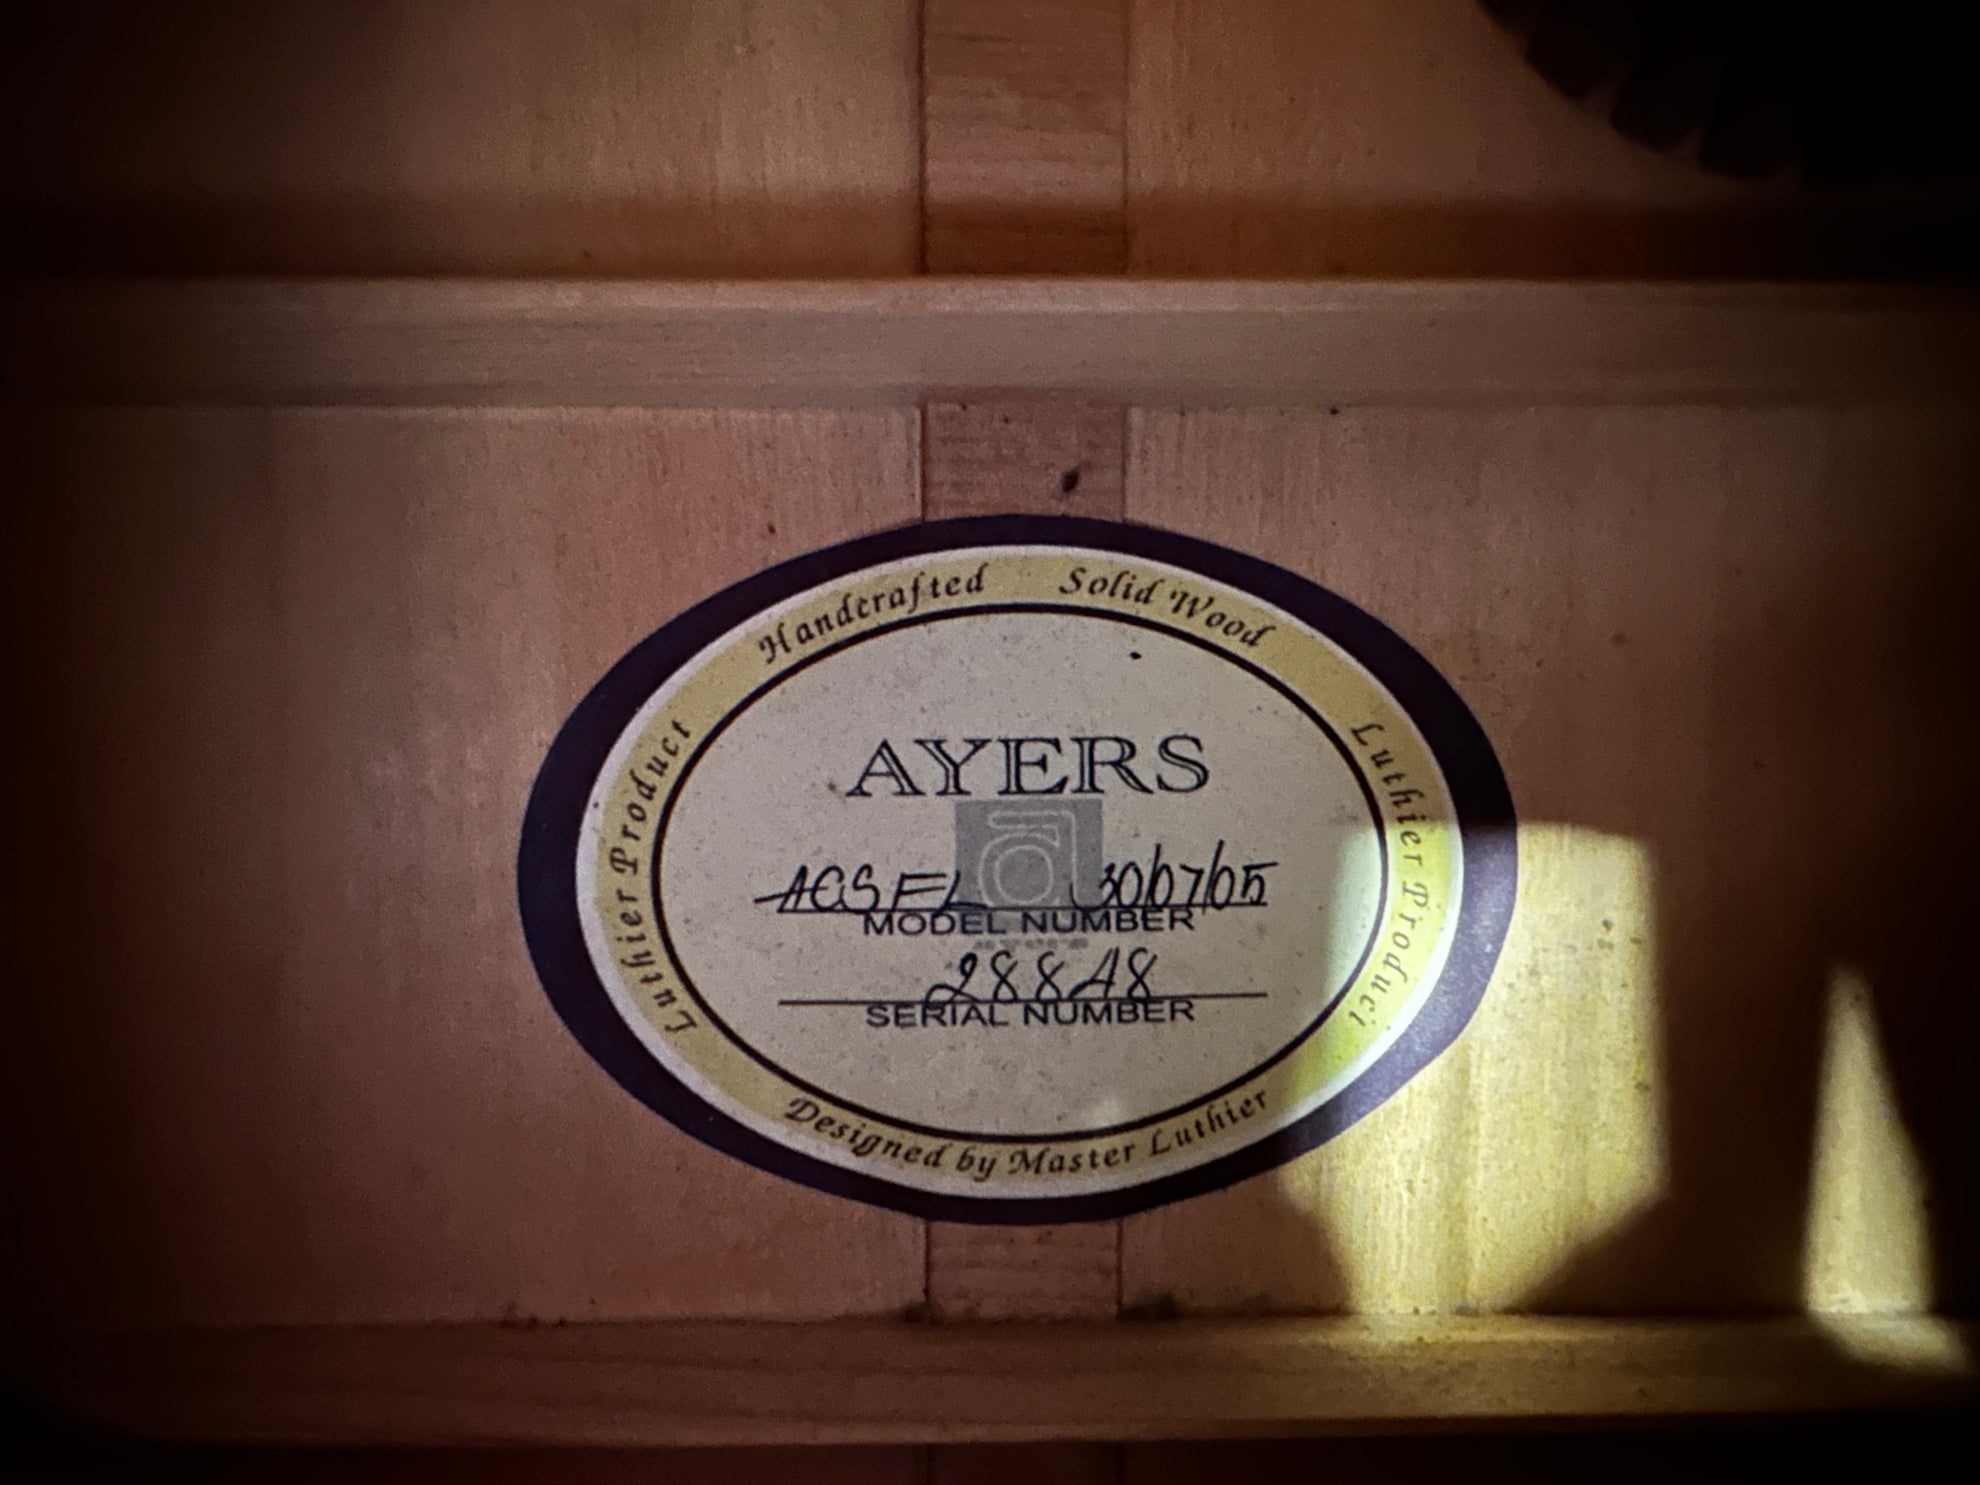 Handcrafted Solid Wood
Luthier Product
Luthier Product
AYERS
a
ACSFL 30/07/05
MODEL NUMBER
28848
SERIAL NUMBER
Designed by Master Luthier